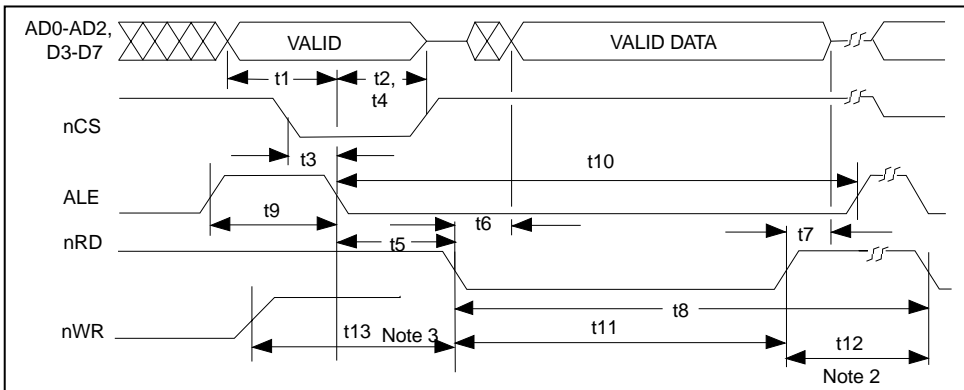 AD0-AD2,
D3-D7
VALID
VALID DATA
t1
t2,
t4
nCS
t3
t10
ALE
t9
t6
t7
nRD
t5
t8
nWR
t13
Note 3
t11
t12
Note 2